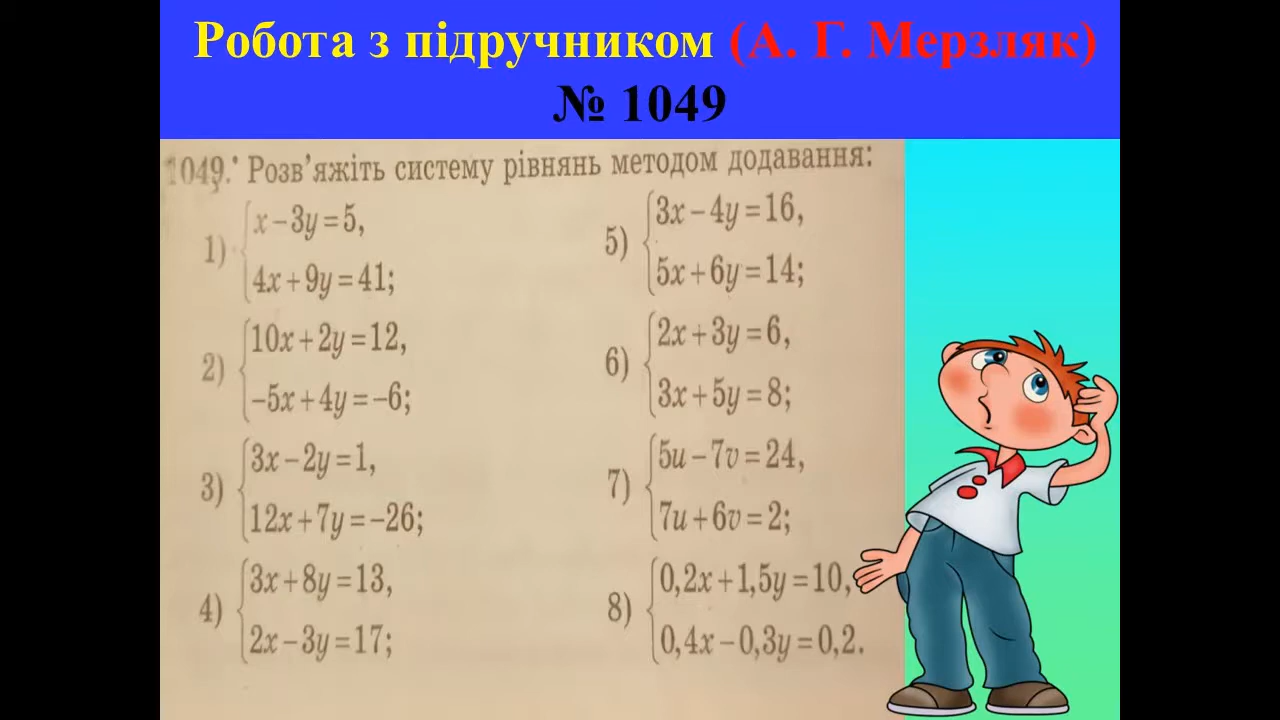 Робота з підручником (А. Г. Мерзляк)
№ 1049
1049.• Розв’яжіть систему рівнянь методом додавання:
1) x – 3y = 5,
4x + 9y = 41;
2) 10x + 2y = 12,
–5x + 4y = –6;
3) 3x – 2y = 1,
12x + 7y = –26;
4) 3x + 8y = 13,
2x – 3y = 17;
5) 3x – 4y = 16,
5x + 6y = 14;
6) 2x + 3y = 6,
3x + 5y = 8;
7) 5u – 7v = 24,
7u + 6v = 2;
8) 0,2x + 1,5y = 10,
0,4x – 0,3y = 0,2.